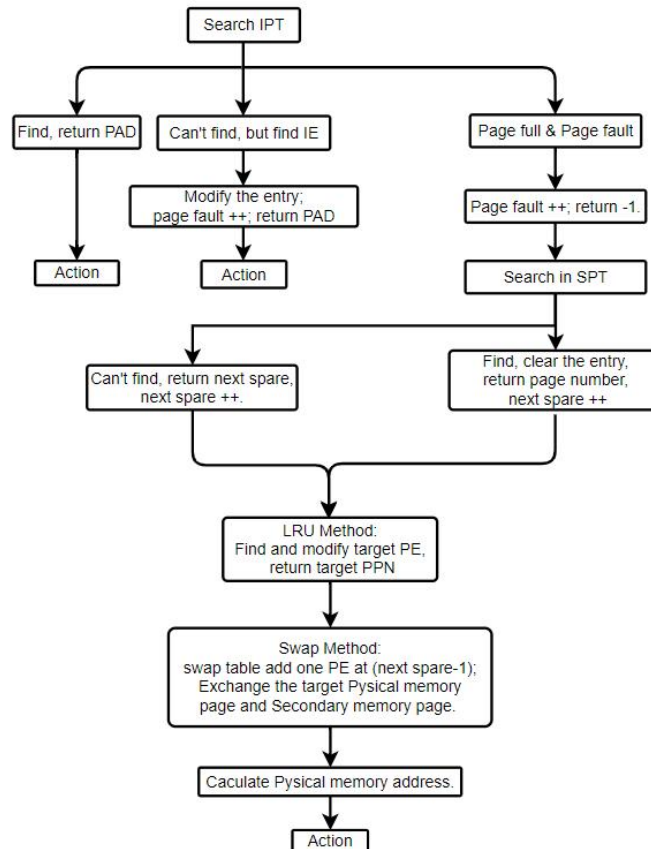 Search IPT
Find, return PAD
Can't find, but find IE
Page full & Page fault
Modify the entry;
page fault ++; return PAD
Page fault ++; return -1.
Action
Action
Search in SPT
Can't find, return next spare,
next spare ++.
Find, clear the entry,
return page number,
next spare ++
LRU Method:
Find and modify target PE,
return target PPN
Swap Method:
swap table add one PE at (next spare-1);
Exchange the target Pysical memory
page and Secondary memory page.
Caculate Pysical memory address.
Action